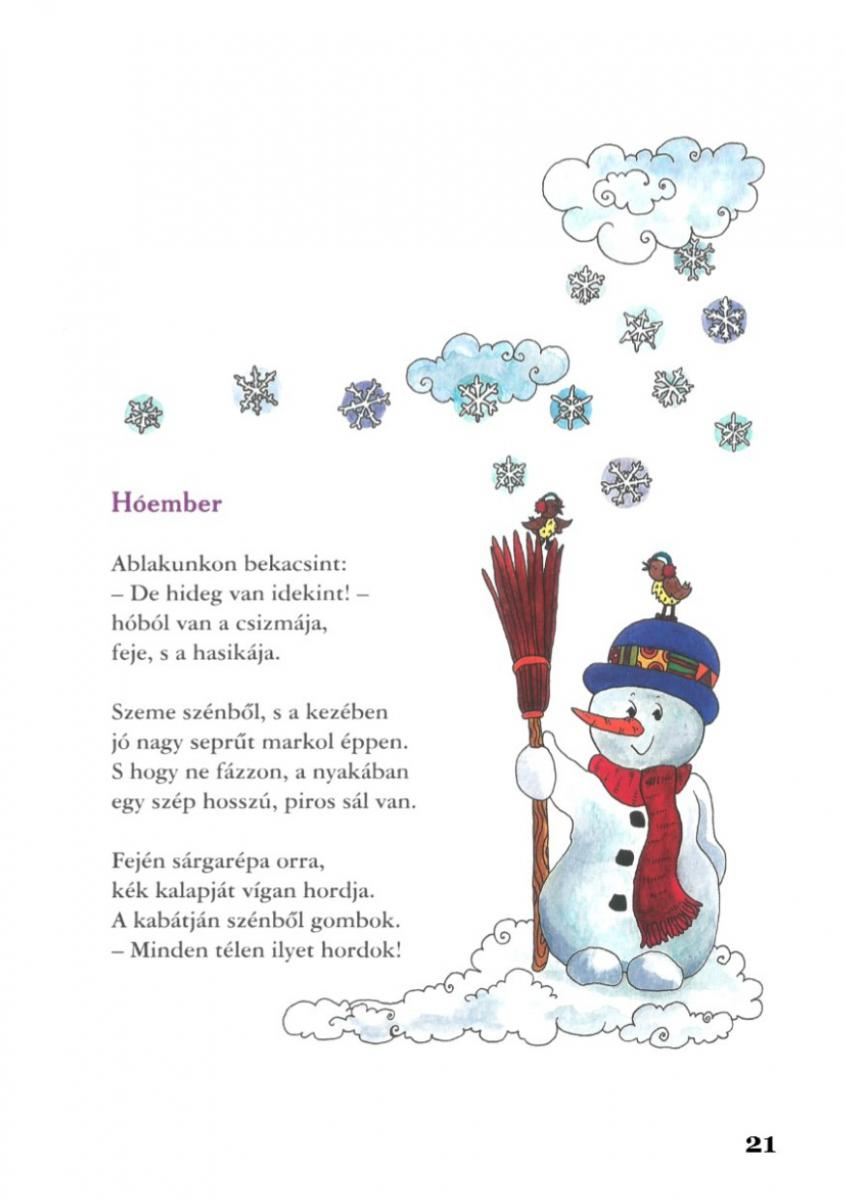 Hóember
Ablakunkon bekacsint:
– De hideg van idekint! –
hóból van a csizmája,
feje, s a hasikája.
Szeme szénből, s a kezében
jó nagy seprűt markol éppen.
S hogy ne fázzon, a nyakában
egy szép hosszú, piros sál van.
Fején sárgarépa orra,
kék kalapját vígan hordja.
A kabátján szénből gombok.
– Minden télen ilyet hordok!
21